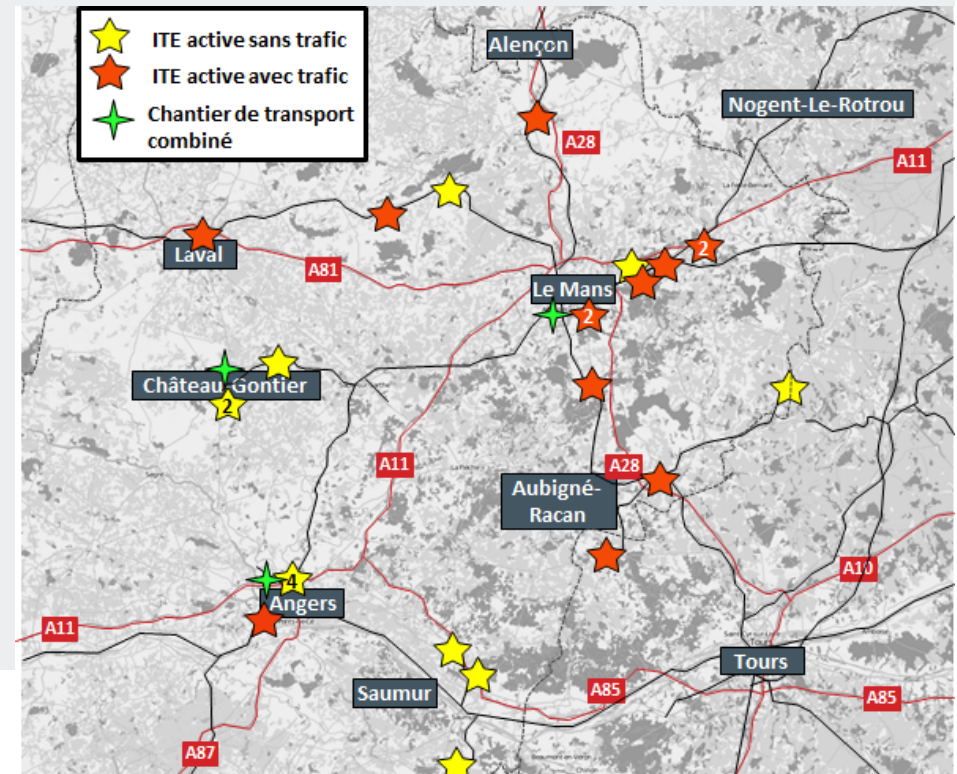 ITE active sans trafic
ITE active avec trafic
Chantier de transport
combiné
Alençon
Nogent-Le-Rotrou
A28
A11
2
Laval
A81
Le Mans
2
Château-Gontier
2
A11
A28
Aubigné-
Racan
A10
4
Angers
A11
Tours
Saumur
A85
A85
A87